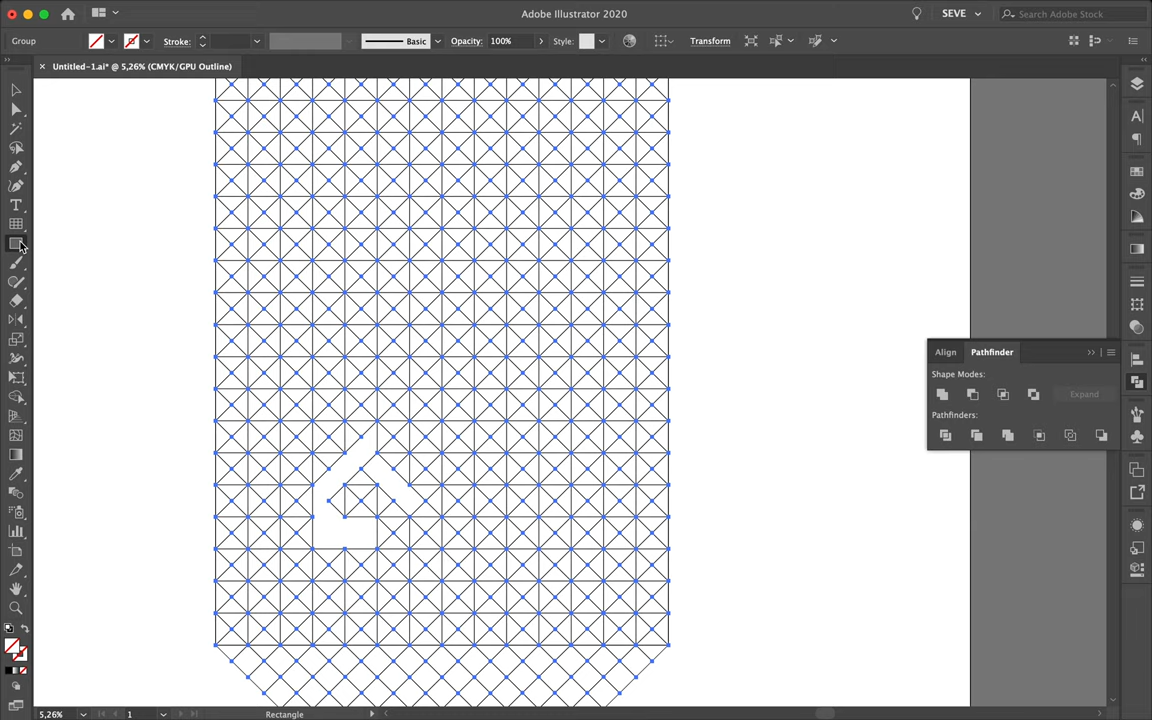 Adobe Illustrator 2020
SEVE
Search Adobe Stock
Group
Stroke:
Basic
Opacity: 100%
Style:
Transform
× Untitled-1.ai* @ 5,26% (CMYK/GPU Outline)
Align Pathfinder
Shape Modes:
Expand
Pathfinders:
5,26% 1 Rectangle